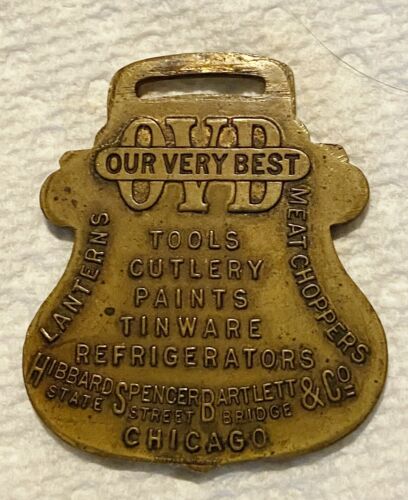 OVB
OUR VERY BEST
LANTERNS
MEAT CHOPPERS
TOOLS
CUTLERY
PAINTS
TINWARE
REFRIGERATORS
HIBBARD SPENCER BARTLETT & Co
STATE STREET BRIDGE
CHICAGO